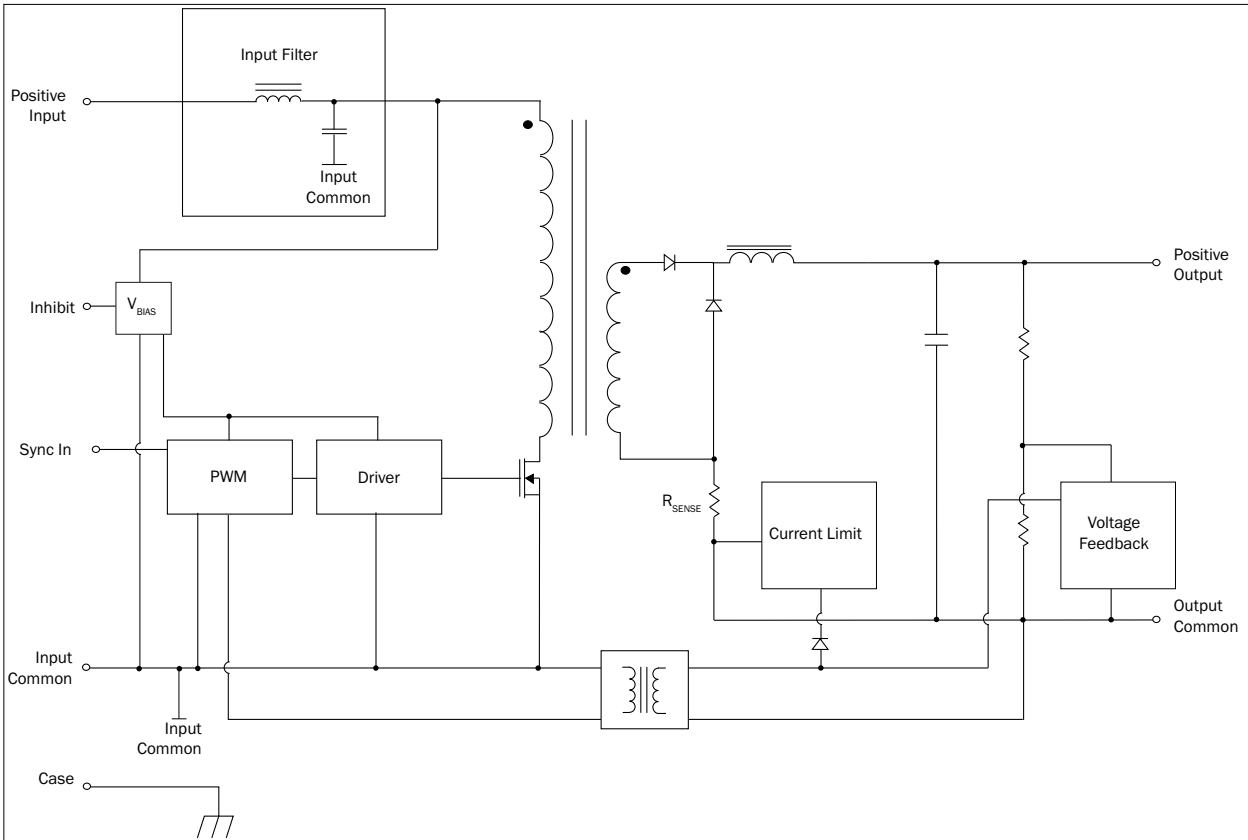 Input Filter
Positive
Input
Input
Common
Positive
Output
Inhibit
VBIAS
Sync In
PWM
Driver
RSENSE
Current Limit
Voltage
Feedback
Output
Common
Input
Common
Input
Common
Case